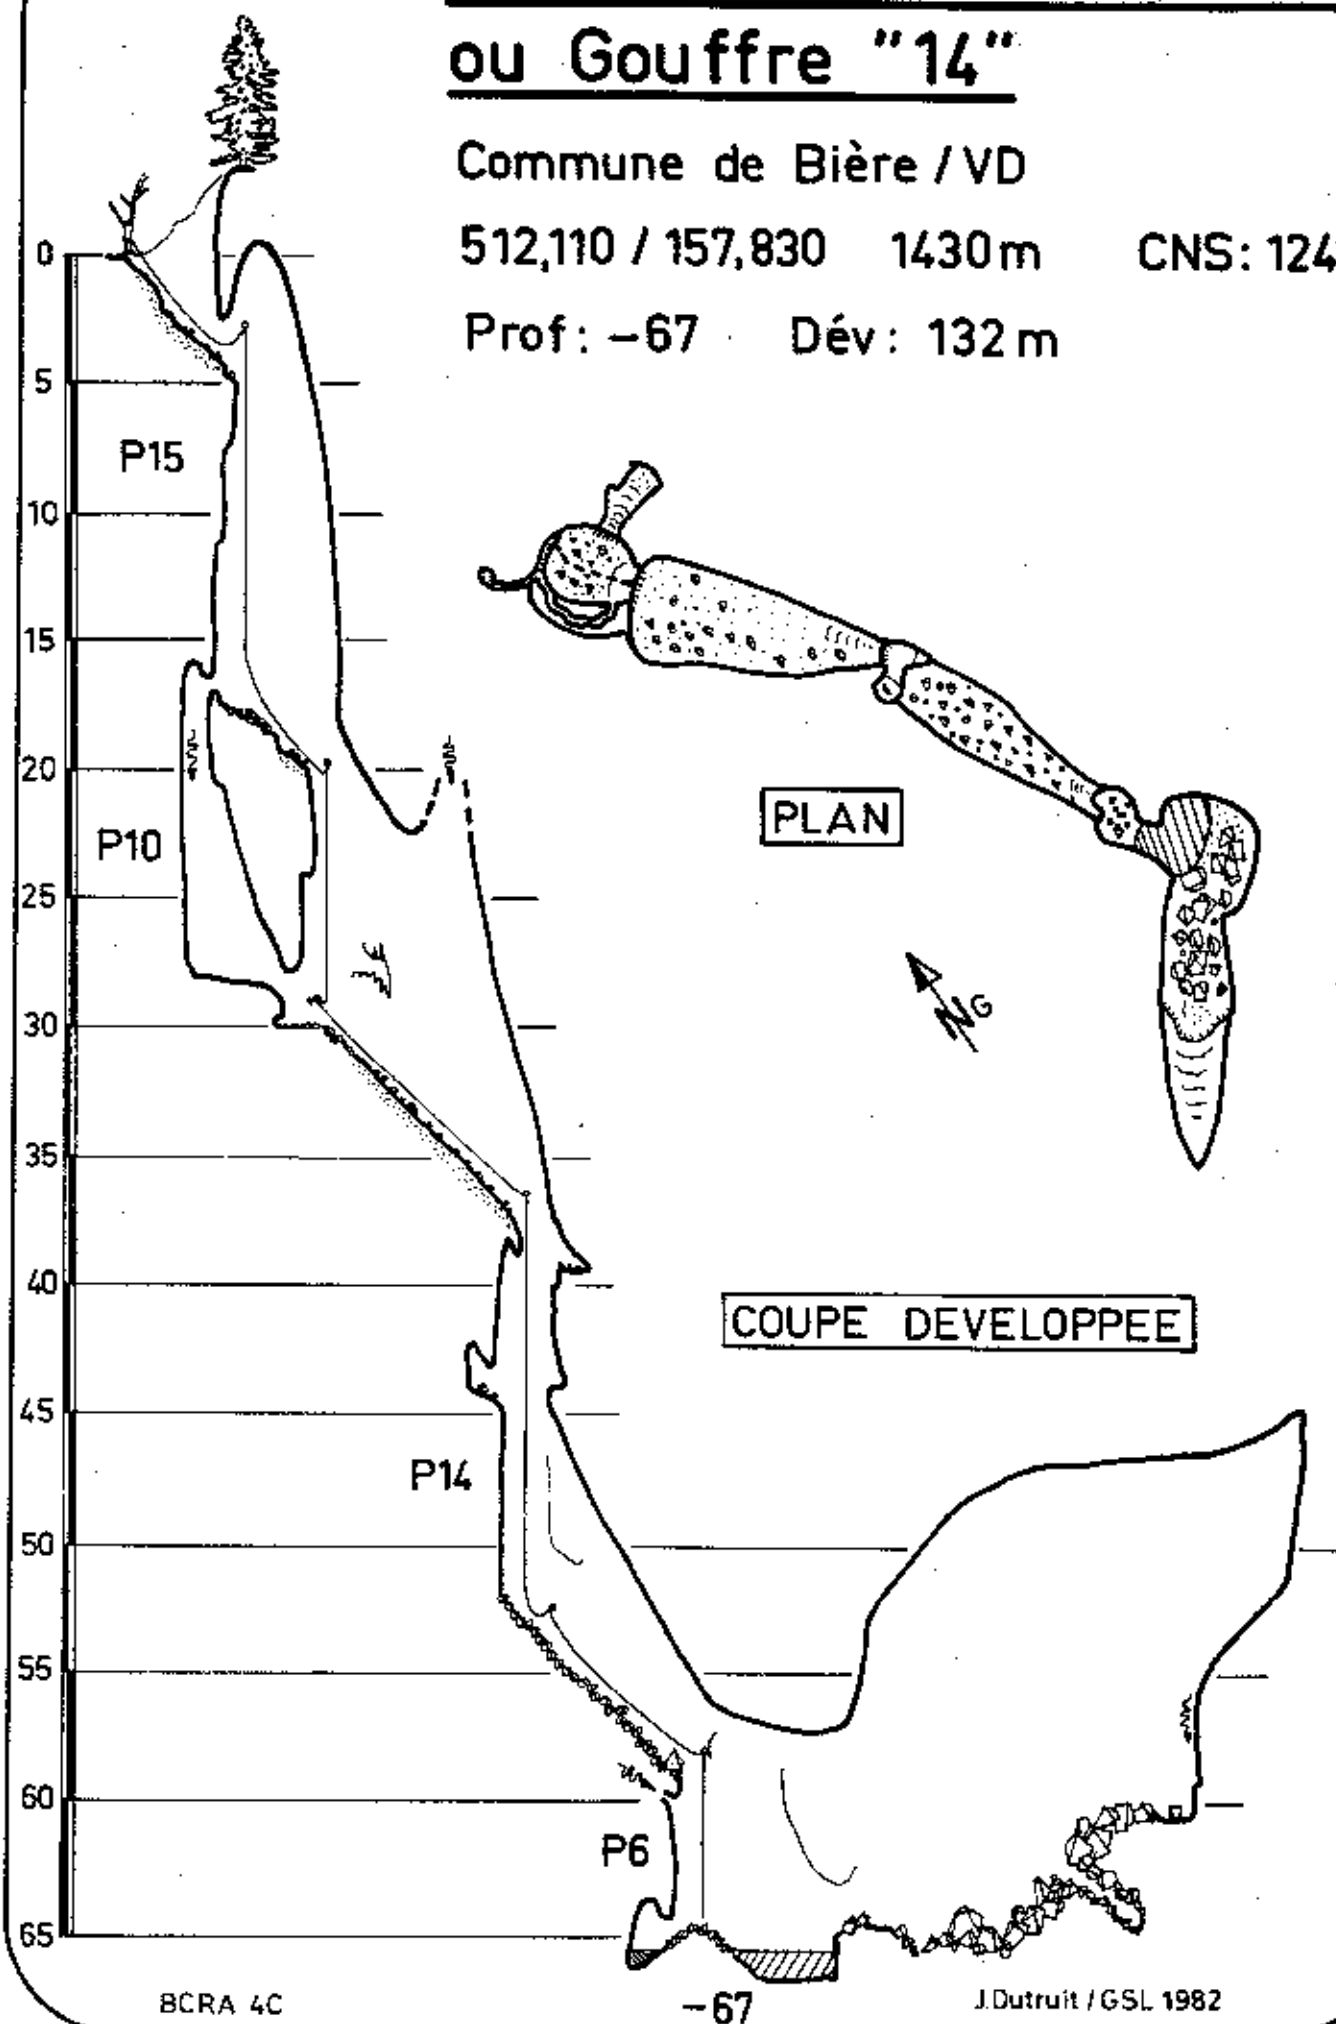 ou Gouffre "14"
Commune de Bière / VD
512,110 / 157,830 1430m CNS: 124
Prof: -67 Dév: 132 m
0
5
P15
10
15
20
P10
25
30
35
40
45
P14
50
55
60
P6
65
PLAN
NG
COUPE DEVELOPPEE
BCRA 4C
-67
J.Dutruit / GSL 1982